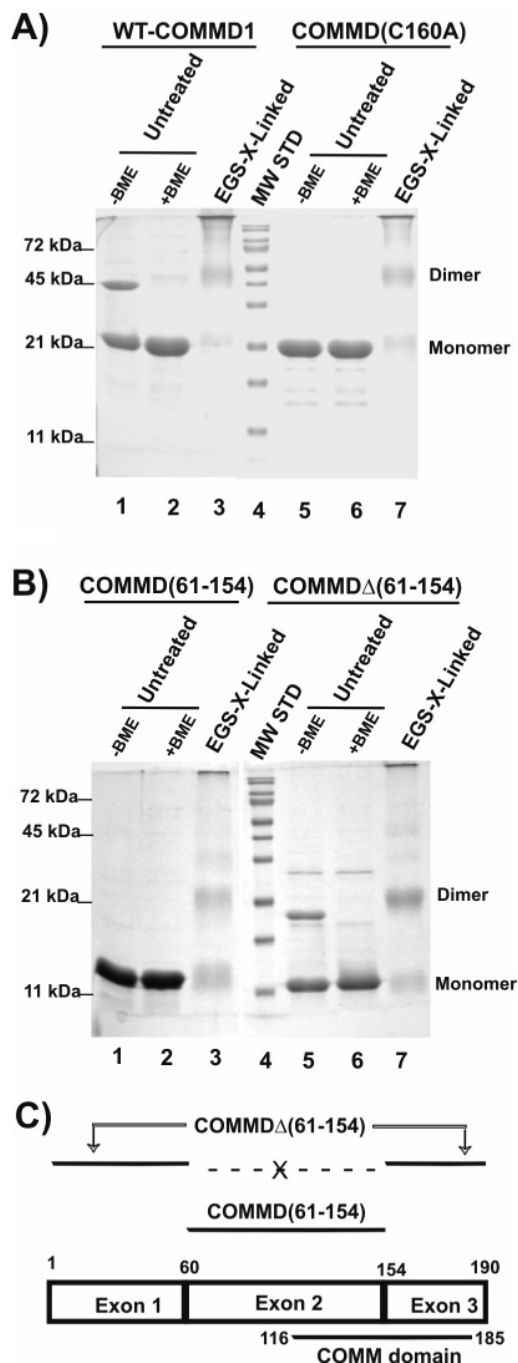 A)
WT-COMMD1 COMMD(C160A)
Untreated Untreated
-BME +BME EGS-X-Linked MW STD -BME +BME EGS-X-Linked
72 kDa
45 kDa Dimer
21 kDa Monomer
11 kDa
1 2 3 4 5 6 7
B)
COMMD(61-154) COMMDΔ(61-154)
Untreated Untreated
-BME +BME EGS-X-Linked MW STD -BME +BME EGS-X-Linked
72 kDa
45 kDa
21 kDa Dimer
11 kDa Monomer
1 2 3 4 5 6 7
C)
COMMDΔ(61-154)
X
COMMD(61-154)
1 60 154 190
Exon 1 Exon 2 Exon 3
116 185
COMM domain